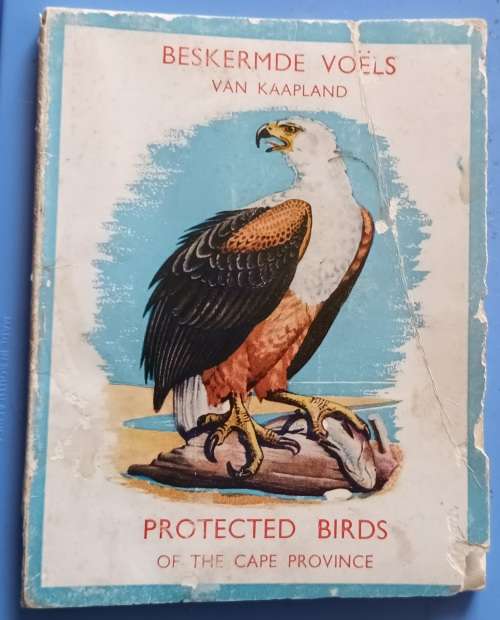 BESKERMDE VOËLS
VAN KAAPLAND
PROTECTED BIRDS
OF THE CAPE PROVINCE